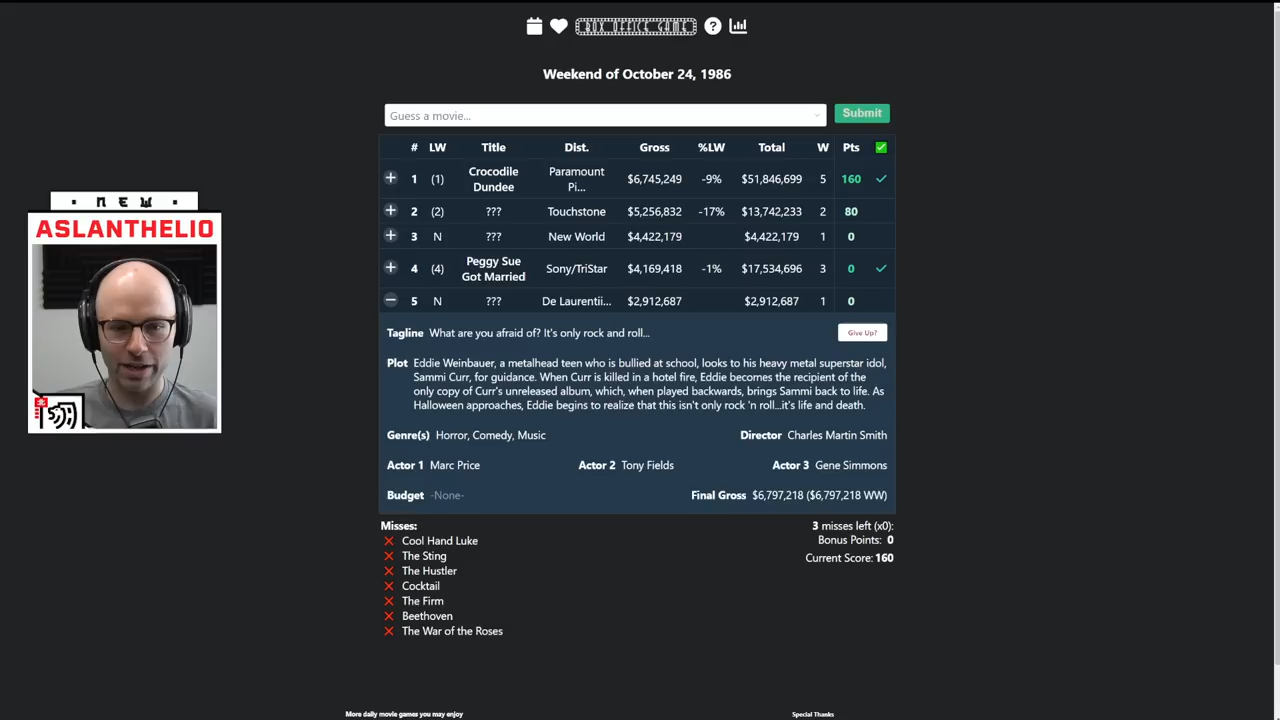 BOX OFFICE GAME
?
Weekend of October 24, 1986
Guess a movie...
Submit
# LW Title Dist. Gross %LW Total W Pts
1 (1) Crocodile Dundee Paramount Pi... $6,745,249 -9% $51,846,699 5 160
2 (2) ??? Touchstone $5,256,832 -17% $13,742,233 2 80
3 N ??? New World $4,422,179 $4,422,179 1 0
4 (4) Peggy Sue Got Married Sony/TriStar $4,169,418 -1% $17,534,696 3 0
5 N ??? De Laurentii... $2,912,687 $2,912,687 1 0
Tagline What are you afraid of? It's only rock and roll...
Give Up?
Plot Eddie Weinbauer, a metalhead teen who is bullied at school, looks to his heavy metal superstar idol,
Sammi Curr, for guidance. When Curr is killed in a hotel fire, Eddie becomes the recipient of the
only copy of Curr's unreleased album, which, when played backwards, brings Sammi back to life. As
Halloween approaches, Eddie begins to realize that this isn't only rock 'n roll...it's life and death.
Genre(s) Horror, Comedy, Music
Director Charles Martin Smith
Actor 1 Marc Price
Actor 2 Tony Fields
Actor 3 Gene Simmons
Budget -None-
Final Gross $6,797,218 ($6,797,218 WW)
Misses:
Cool Hand Luke
The Sting
The Hustler
Cocktail
The Firm
Beethoven
The War of the Roses
3 misses left (x0):
Bonus Points: 0
Current Score: 160
More daily movie games you may enjoy
Special Thanks
• NEW •
ASLANTHELIO